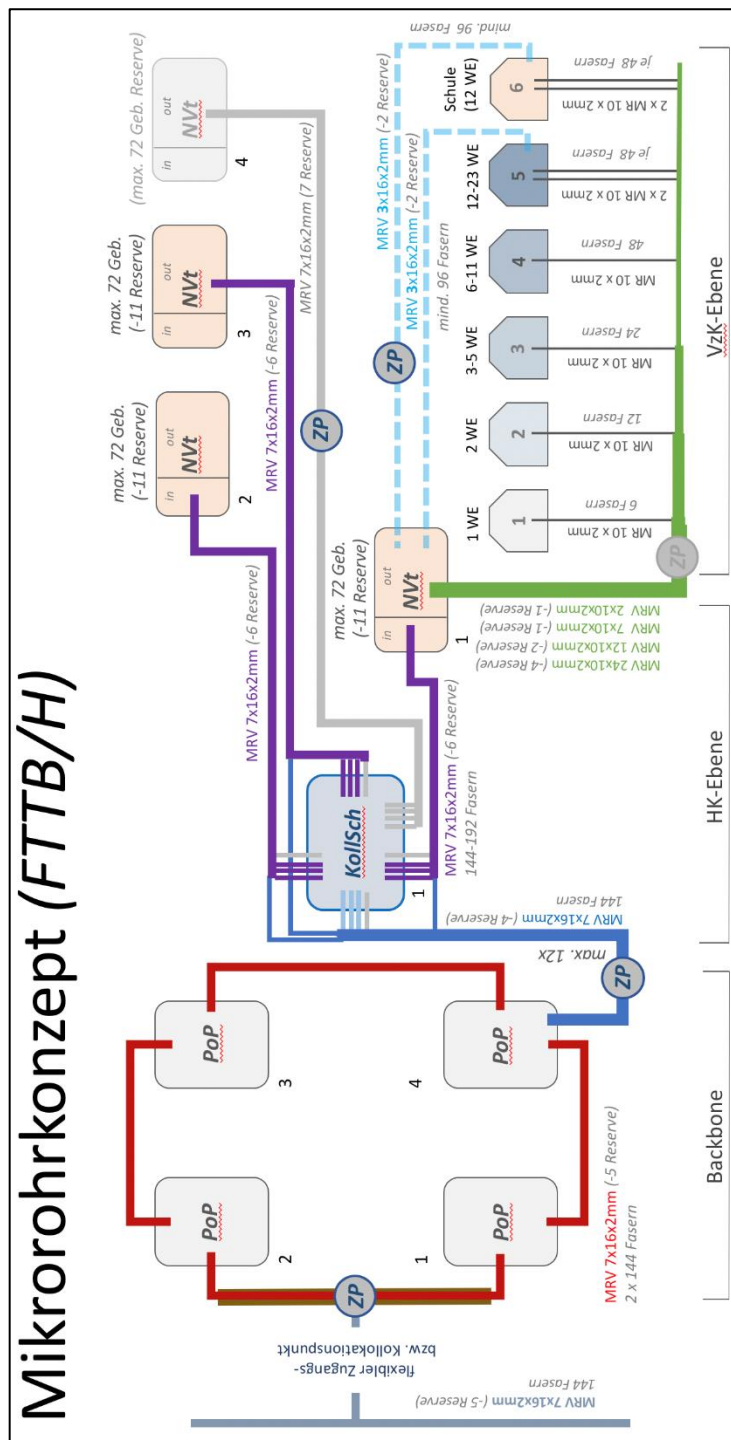 Mikrorohrkonzept (FTTB/H)
MRV 7x16x2mm (-5 Reserve)
144 Fasern
flexibler Zugangs-
bzw. Kollokationspunkt
ZP
PoP
2
PoP
3
PoP
1
PoP
4
MRV 7x16x2mm (-5 Reserve)
2 x 144 Fasern
Backbone
ZP
max. 12x
MRV 7x16x2mm (-4 Reserve)
144 Fasern
KollSch
1
MRV 7x16x2mm (-6 Reserve)
MRV 7x16x2mm (-6 Reserve)
144-192 Fasern
HK-Ebene
max. 72 Geb.
(-11 Reserve)
in
out
NVt
2
max. 72 Geb.
(-11 Reserve)
in
out
NVt
3
MRV 7x16x2mm (-6 Reserve)
(max. 72 Geb. Reserve)
in
out
NVt
4
MRV 7x16x2mm (7 Reserve)
ZP
max. 72 Geb.
(-11 Reserve)
in
out
NVt
1
MRV 2x10x2mm (-1 Reserve)
MRV 7x10x2mm (-1 Reserve)
MRV 12x10x2mm (-2 Reserve)
MRV 24x10x2mm (-4 Reserve)
mind. 96 Fasern
MRV 3x16x2mm (-2 Reserve)
ZP
MRV 3x16x2mm (-2 Reserve)
mind. 96 Fasern
1 WE
1
6 Fasern
MR 10 x 2mm
2 WE
2
12 Fasern
MR 10 x 2mm
3-5 WE
3
24 Fasern
MR 10 x 2mm
6-11 WE
4
48 Fasern
MR 10 x 2mm
12-23 WE
5
je 48 Fasern
2 x MR 10 x 2mm
Schule
(12 WE)
6
je 48 Fasern
2 x MR 10 x 2mm
ZP
VzK-Ebene